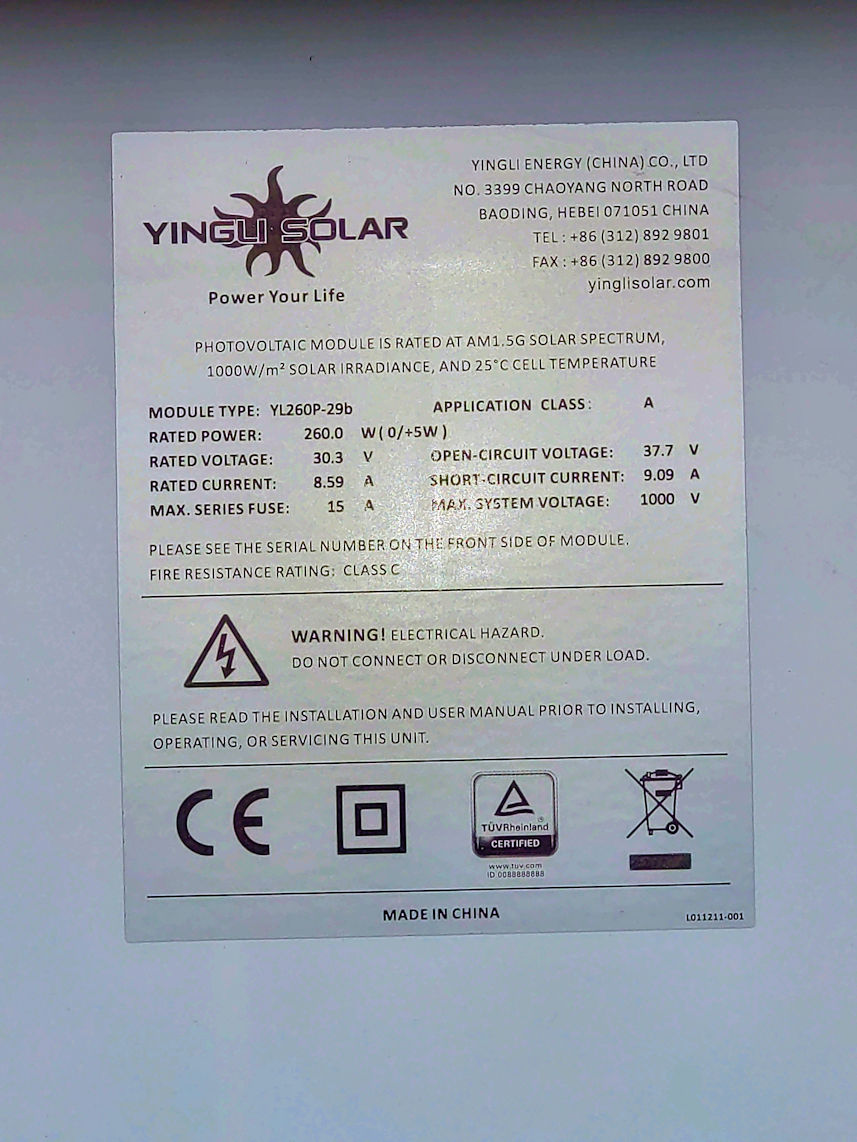 YINGLI SOLAR
Power Your Life
YINGLI ENERGY (CHINA) CO., LTD
NO. 3399 CHAOYANG NORTH ROAD
BAODING, HEBEI 071051 CHINA
TEL : +86 (312) 892 9801
FAX : +86 (312) 892 9800
yinglisolar.com
PHOTOVOLTAIC MODULE IS RATED AT AM1.5G SOLAR SPECTRUM,
1000W/m² SOLAR IRRADIANCE, AND 25°C CELL TEMPERATURE
MODULE TYPE: YL260P-29b APPLICATION CLASS: A
RATED POWER: 260.0 W ( 0/+5W )
RATED VOLTAGE: 30.3 V OPEN-CIRCUIT VOLTAGE: 37.7 V
RATED CURRENT: 8.59 A SHORT-CIRCUIT CURRENT: 9.09 A
MAX. SERIES FUSE: 15 A MAX. SYSTEM VOLTAGE: 1000 V
PLEASE SEE THE SERIAL NUMBER ON THE FRONT SIDE OF MODULE.
FIRE RESISTANCE RATING: CLASS C
WARNING! ELECTRICAL HAZARD.
DO NOT CONNECT OR DISCONNECT UNDER LOAD.
PLEASE READ THE INSTALLATION AND USER MANUAL PRIOR TO INSTALLING,
OPERATING, OR SERVICING THIS UNIT.
CE
TÜVRheinland®
CERTIFIED
www.tuv.com
ID 0088888888
MADE IN CHINA
L011211-001